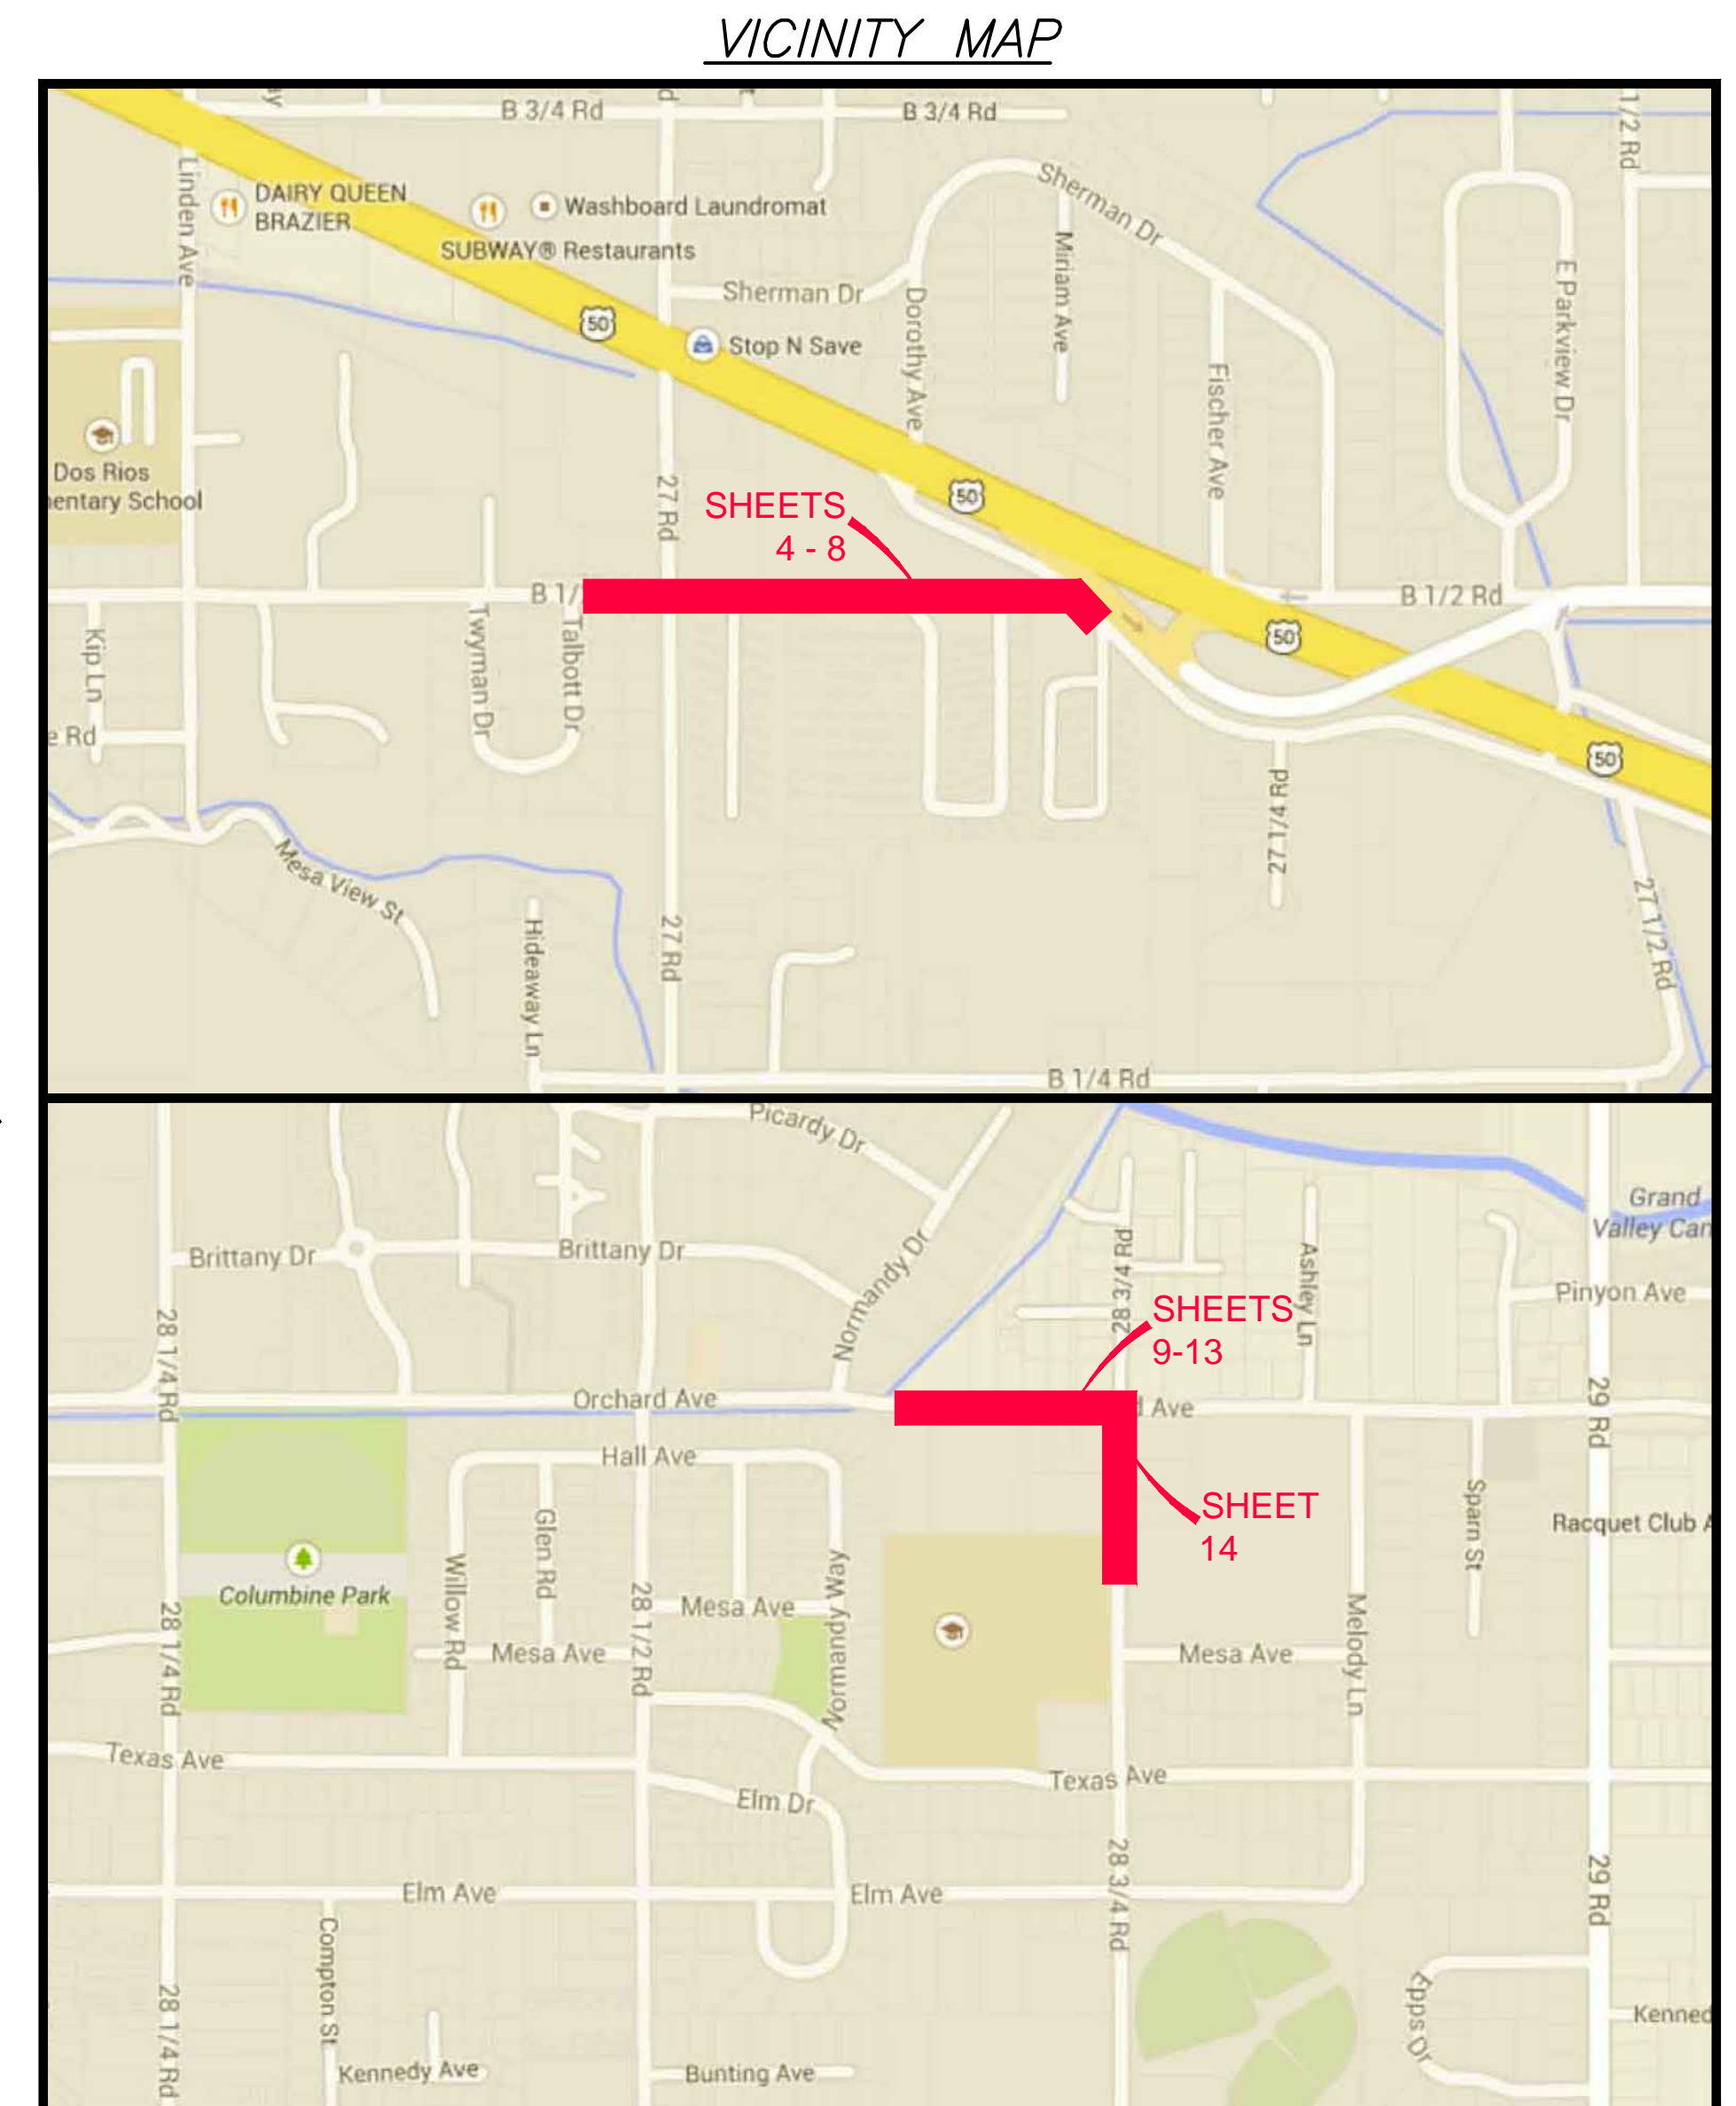 VICINITY MAP
B 3/4 Rd
B 3/4 Rd
1/2 Rd
Linden Ave
DAIRY QUEEN
BRAZIER
Washboard Laundromat
SUBWAY® Restaurants
Sherman Dr
Sherman Dr
Miriam Ave
E Parkview Dr
50
Stop N Save
Dorothy Ave
Fischer Ave
Dos Rios
entary School
27 Rd
SHEETS
4 - 8
50
B 1/
B 1/2 Rd
Kip Ln
Twyman Dr
Talbott Dr
50
e Rd
50
27 1/4 Rd
Mesa View St
Hideaway Ln
27 Rd
27 1/2 Rd
B 1/4 Rd
Picardy Dr
Grand
Valley Can
Brittany Dr
Brittany Dr
Normandy Dr
28 3/4 Rd
Ashley Ln
Pinyon Ave
28 1/4 Rd
SHEETS
9-13
Orchard Ave
d Ave
29 Rd
Hall Ave
Glen Rd
SHEET
14
Sparn St
Racquet Club A
Columbine Park
Willow Rd
28 1/2 Rd
Mesa Ave
Normandy Way
Melody Ln
28 1/4 Rd
Mesa Ave
Mesa Ave
Texas Ave
Texas Ave
Elm Dr
28 3/4 Rd
29 Rd
Elm Ave
Elm Ave
Compton St
28 1/4 Rd
Epps Dr
Kenned
Kennedy Ave
Bunting Ave